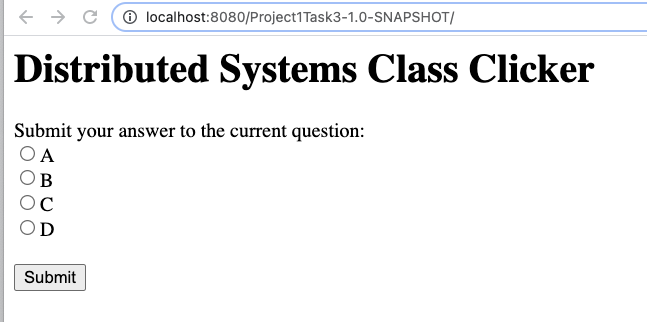 localhost:8080/Project1Task3-1.0-SNAPSHOT/
Distributed Systems Class Clicker
Submit your answer to the current question:
A
B
C
D
Submit